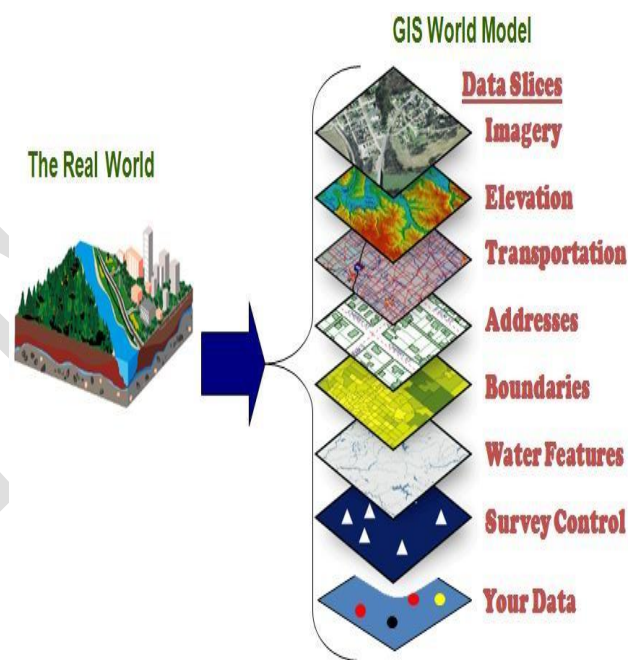 GIS World Model
The Real World
Data Slices
Imagery
Elevation
Transportation
Addresses
Boundaries
Water Features
Survey Control
Your Data